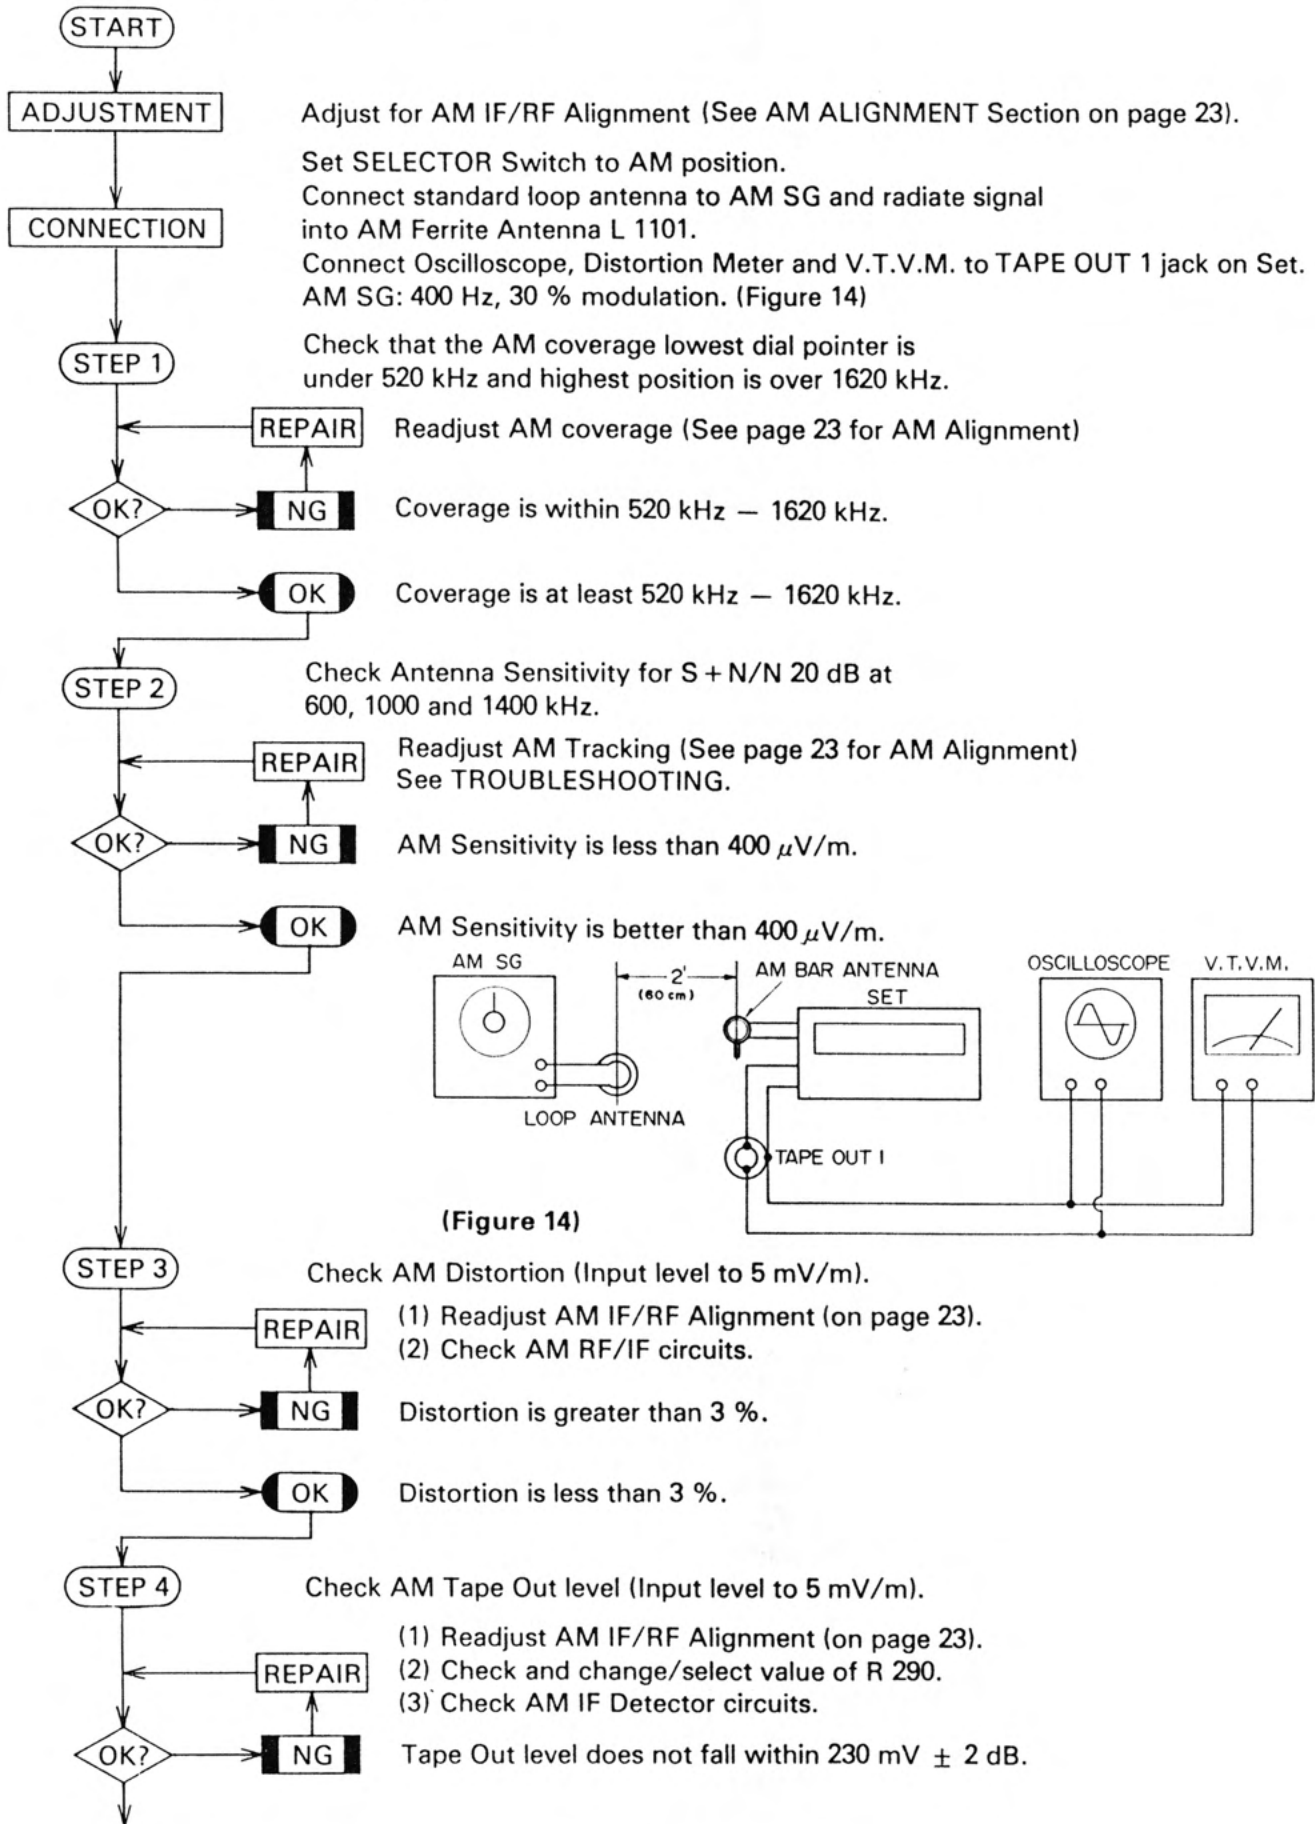 START
ADJUSTMENT
Adjust for AM IF/RF Alignment (See AM ALIGNMENT Section on page 23).
CONNECTION
Set SELECTOR Switch to AM position.
Connect standard loop antenna to AM SG and radiate signal
into AM Ferrite Antenna L 1101.
Connect Oscilloscope, Distortion Meter and V.T.V.M. to TAPE OUT 1 jack on Set.
AM SG: 400 Hz, 30 % modulation. (Figure 14)
STEP 1
Check that the AM coverage lowest dial pointer is
under 520 kHz and highest position is over 1620 kHz.
REPAIR
Readjust AM coverage (See page 23 for AM Alignment)
OK?
NG
Coverage is within 520 kHz — 1620 kHz.
OK
Coverage is at least 520 kHz — 1620 kHz.
STEP 2
Check Antenna Sensitivity for S + N/N 20 dB at
600, 1000 and 1400 kHz.
REPAIR
Readjust AM Tracking (See page 23 for AM Alignment)
See TROUBLESHOOTING.
OK?
NG
AM Sensitivity is less than 400 μV/m.
OK
AM Sensitivity is better than 400 μV/m.
AM SG
2'
(60 cm)
AM BAR ANTENNA
SET
OSCILLOSCOPE
V.T.V.M.
LOOP ANTENNA
TAPE OUT 1
(Figure 14)
STEP 3
Check AM Distortion (Input level to 5 mV/m).
REPAIR
(1) Readjust AM IF/RF Alignment (on page 23).
(2) Check AM RF/IF circuits.
OK?
NG
Distortion is greater than 3 %.
OK
Distortion is less than 3 %.
STEP 4
Check AM Tape Out level (Input level to 5 mV/m).
REPAIR
(1) Readjust AM IF/RF Alignment (on page 23).
(2) Check and change/select value of R 290.
(3) Check AM IF Detector circuits.
OK?
NG
Tape Out level does not fall within 230 mV ± 2 dB.